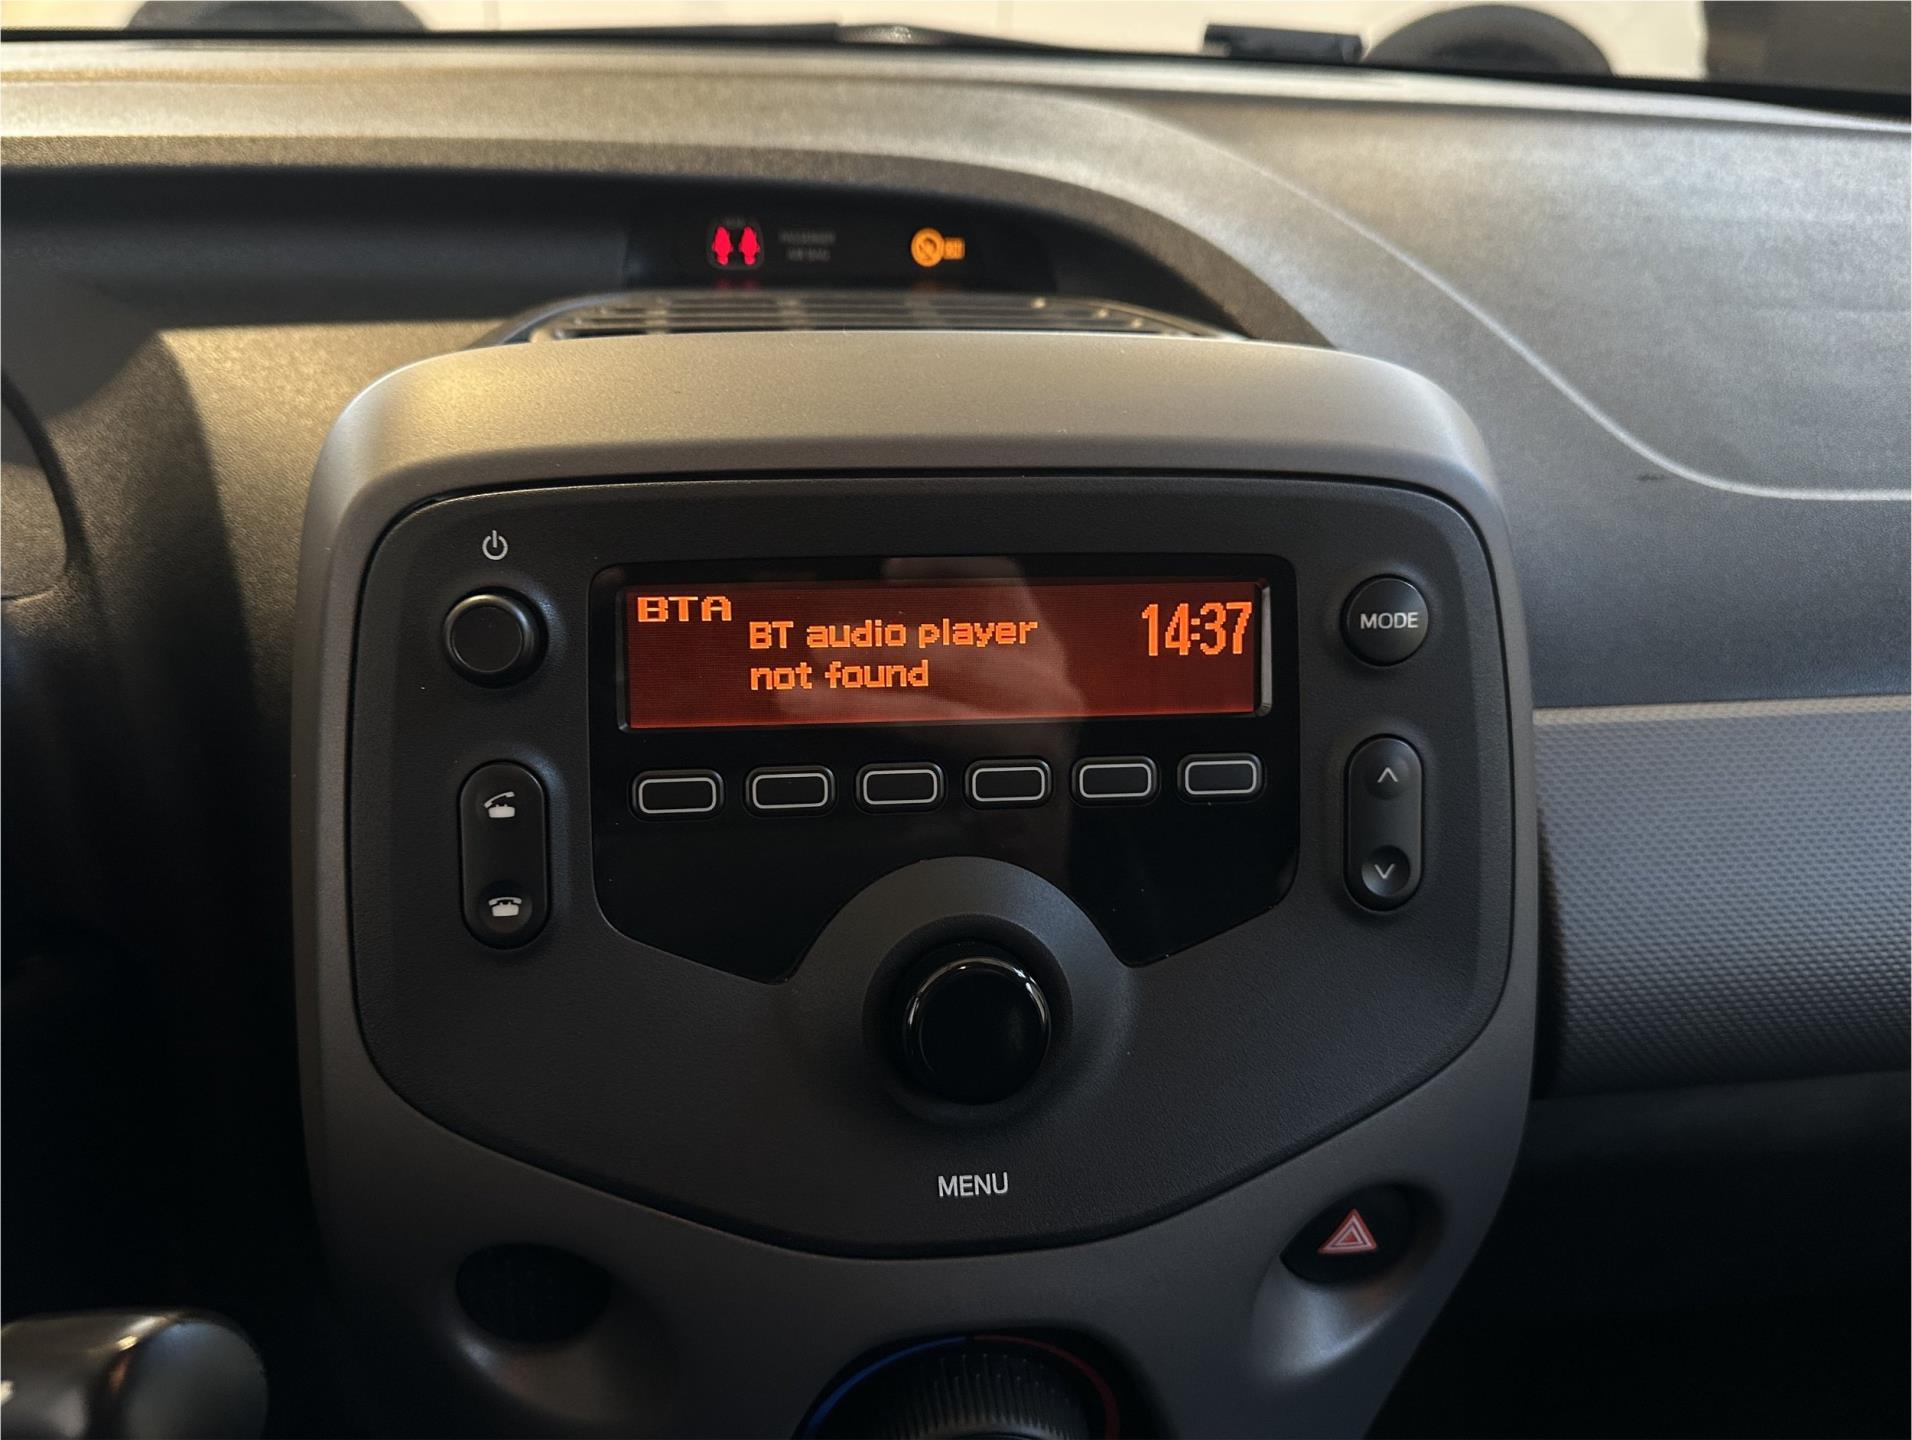 BTA
BT audio player
not found
14:37
MODE
MENU